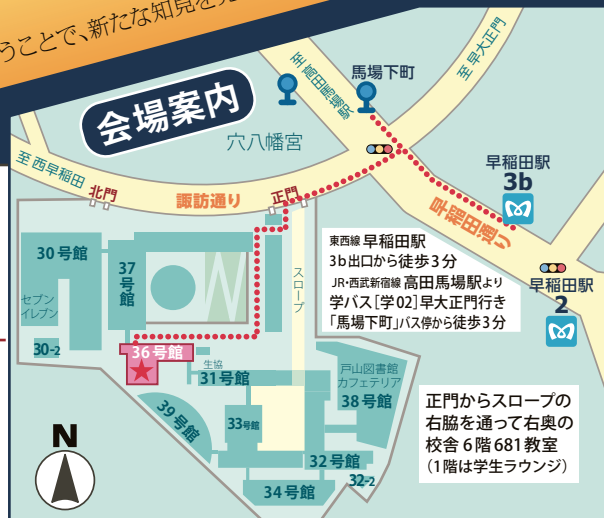 うことで、新たな知見を
会場案内
至高田馬場駅
馬場下町
至早大正門
穴八幡宮
至西早稲田
北門
諏訪通り
正門
早稲田駅
3b
早稲田通り
東西線 早稲田駅
3b出口から徒歩3分
JR・西武新宿線 高田馬場駅より
学バス[学02]早大正門行き
「馬場下町」バス停から徒歩3分
早稲田駅
2
30号館
37号館
スロープ
セブン
イレブン
30-2
36号館
生協
31号館
戸山図書館
カフェテリア
38号館
39号館
33号館
32号館
32-2
34号館
N
正門からスロープの
右脇を通って右奥の
校舎6階681教室
(1階は学生ラウンジ)